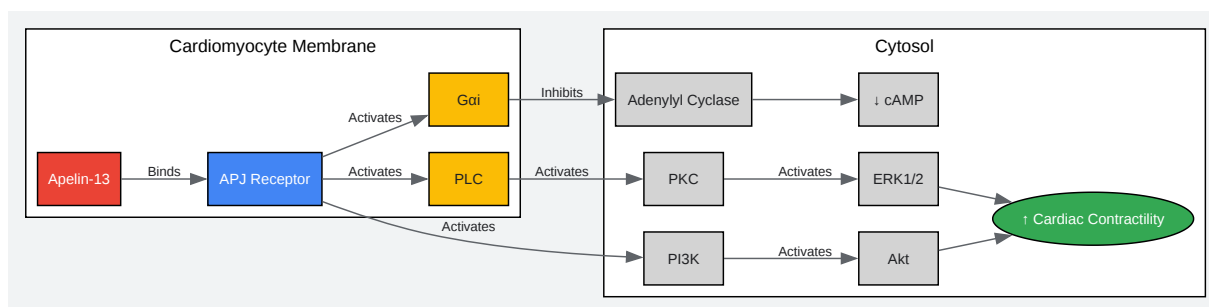 Cardiomyocyte Membrane
Cytosol
Gαi
Inhibits
Adenylyl Cyclase
↓ cAMP
Activates
Apelin-13
Binds
APJ Receptor
Activates
PLC
Activates
PKC
Activates
ERK1/2
↑ Cardiac Contractility
Activates
PI3K
Activates
Akt